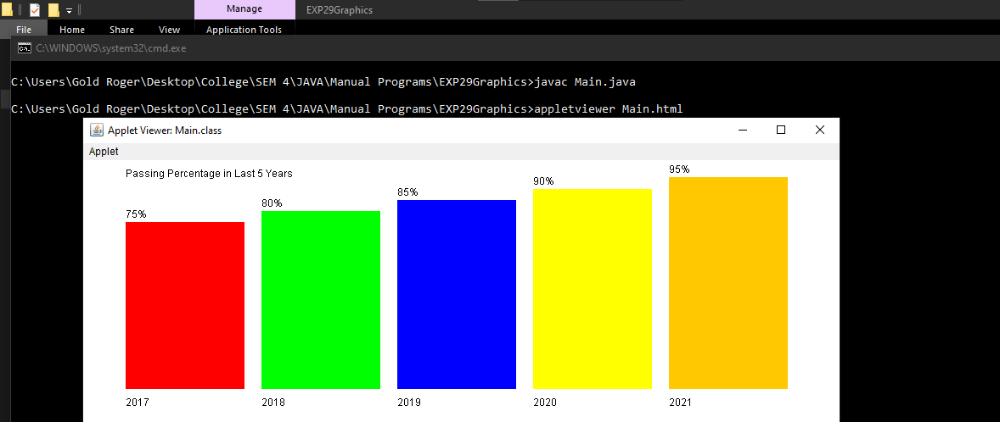 Manage
EXP29Graphics
File Home Share View Application Tools
C:\WINDOWS\system32\cmd.exe
C:\Users\Gold Roger\Desktop\College\SEM 4\JAVA\Manual Programs\EXP29Graphics>javac Main.java
C:\Users\Gold Roger\Desktop\College\SEM 4\JAVA\Manual Programs\EXP29Graphics>appletviewer Main.html
Applet Viewer: Main.class
Applet
Passing Percentage in Last 5 Years
75% 80% 85% 90% 95%
2017 2018 2019 2020 2021